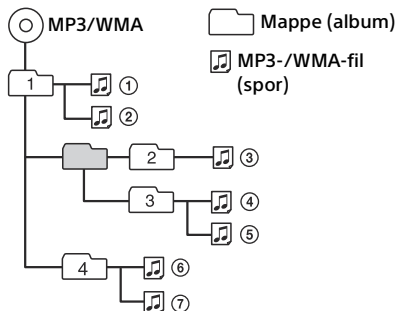 MP3/WMA
Mappe (album)
MP3-/WMA-fil
(spor)
1
①
②
2
③
3
④
⑤
4
⑥
⑦